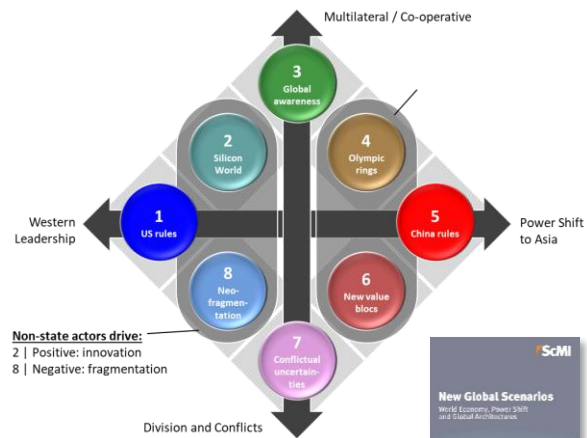 Multilateral / Co-operative
3
Global
awareness
2
Silicon
World
4
Olympic
rings
Western
Leadership
1
US rules
5
China rules
Power Shift
to Asia
8
Neo-
fragmen-
tation
6
New value
blocs
Non-state actors drive:
2 | Positive: innovation
8 | Negative: fragmentation
7
Conflictual
uncertain-
ties
Division and Conflicts
ScMI
New Global Scenarios
World Economy, Power Shift
and Global Architectures